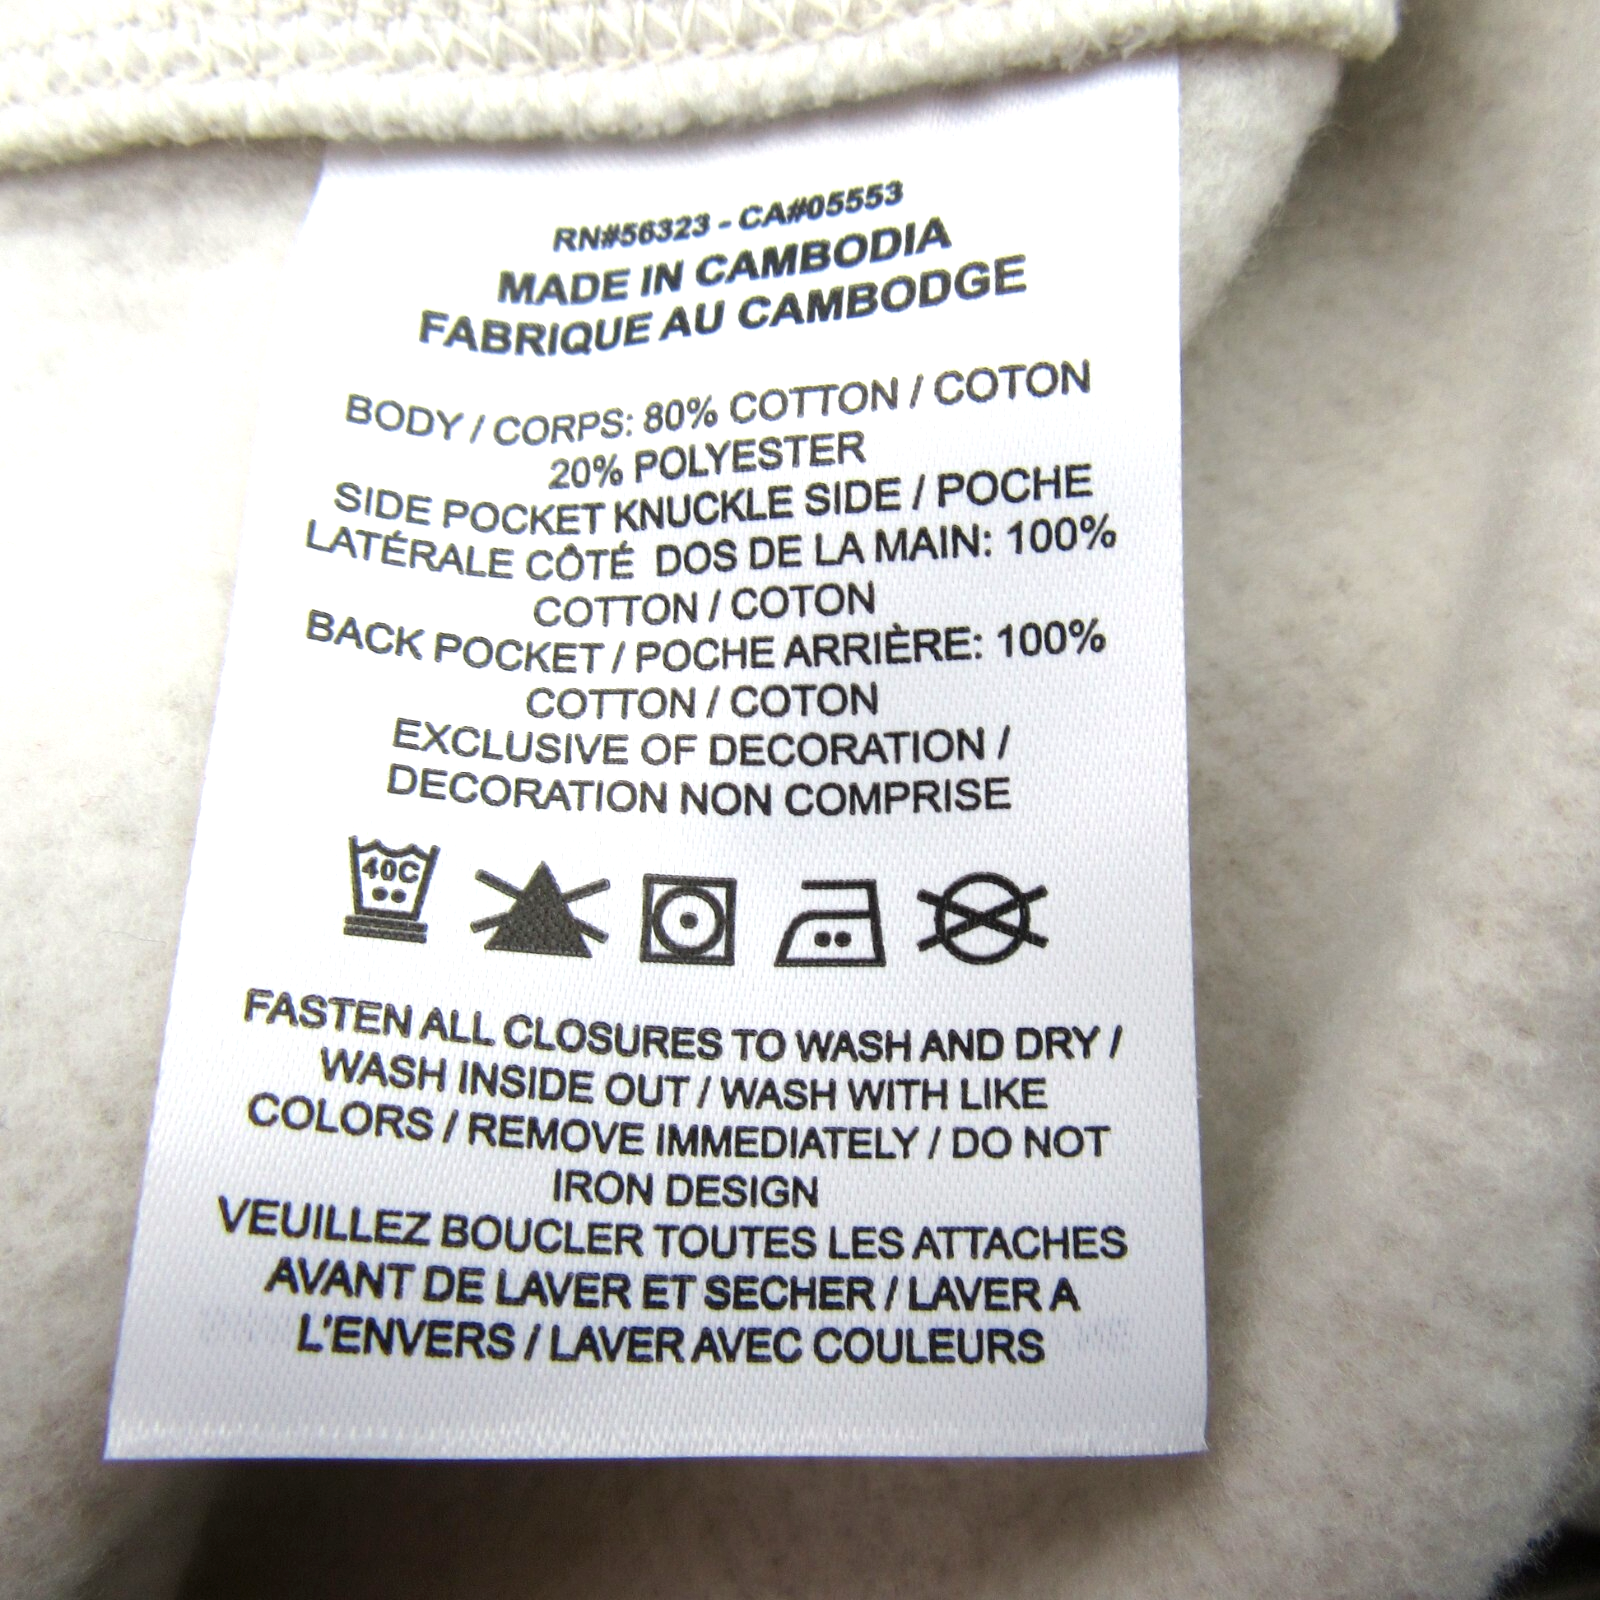 RN#56323 - CA#05553
MADE IN CAMBODIA
FABRIQUE AU CAMBODGE
BODY / CORPS: 80% COTTON / COTON
20% POLYESTER
SIDE POCKET KNUCKLE SIDE / POCHE
LATÉRALE CÔTÉ DOS DE LA MAIN: 100%
COTTON / COTON
BACK POCKET / POCHE ARRIÈRE: 100%
COTTON / COTON
EXCLUSIVE OF DECORATION /
DECORATION NON COMPRISE
40C
FASTEN ALL CLOSURES TO WASH AND DRY /
WASH INSIDE OUT / WASH WITH LIKE
COLORS / REMOVE IMMEDIATELY / DO NOT
IRON DESIGN
VEUILLEZ BOUCLER TOUTES LES ATTACHES
AVANT DE LAVER ET SECHER / LAVER A
L'ENVERS / LAVER AVEC COULEURS